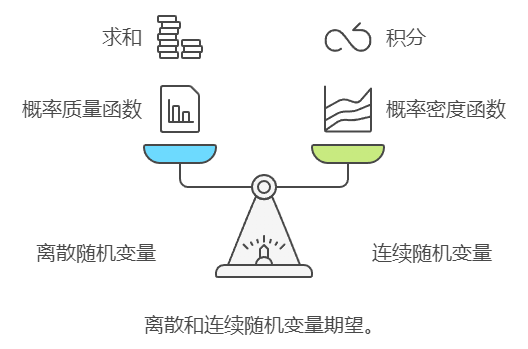 求和
积分
概率质量函数
概率密度函数
离散随机变量
连续随机变量
离散和连续随机变量期望。